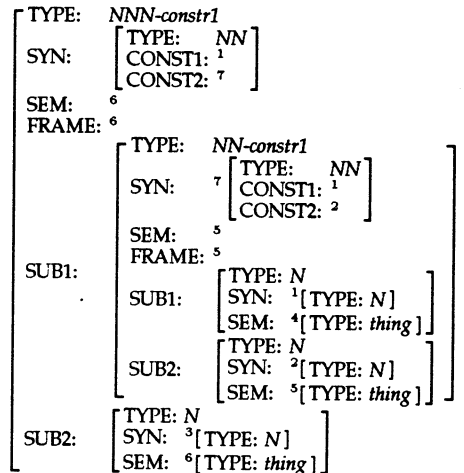 TYPE: NNN-constr1
SYN: [TYPE: NN
CONST1: 1
CONST2: 7]
SEM: 6
FRAME: 6
SUB1: [TYPE: NN-constr1
SYN: 7[TYPE: NN
CONST1: 1
CONST2: 2]
SEM: 5
FRAME: 5
SUB1: [TYPE: N
SYN: 1[TYPE: N]
SEM: 4[TYPE: thing]]
SUB2: [TYPE: N
SYN: 2[TYPE: N]
SEM: 5[TYPE: thing]]]
SUB2: [TYPE: N
SYN: 3[TYPE: N]
SEM: 6[TYPE: thing]]